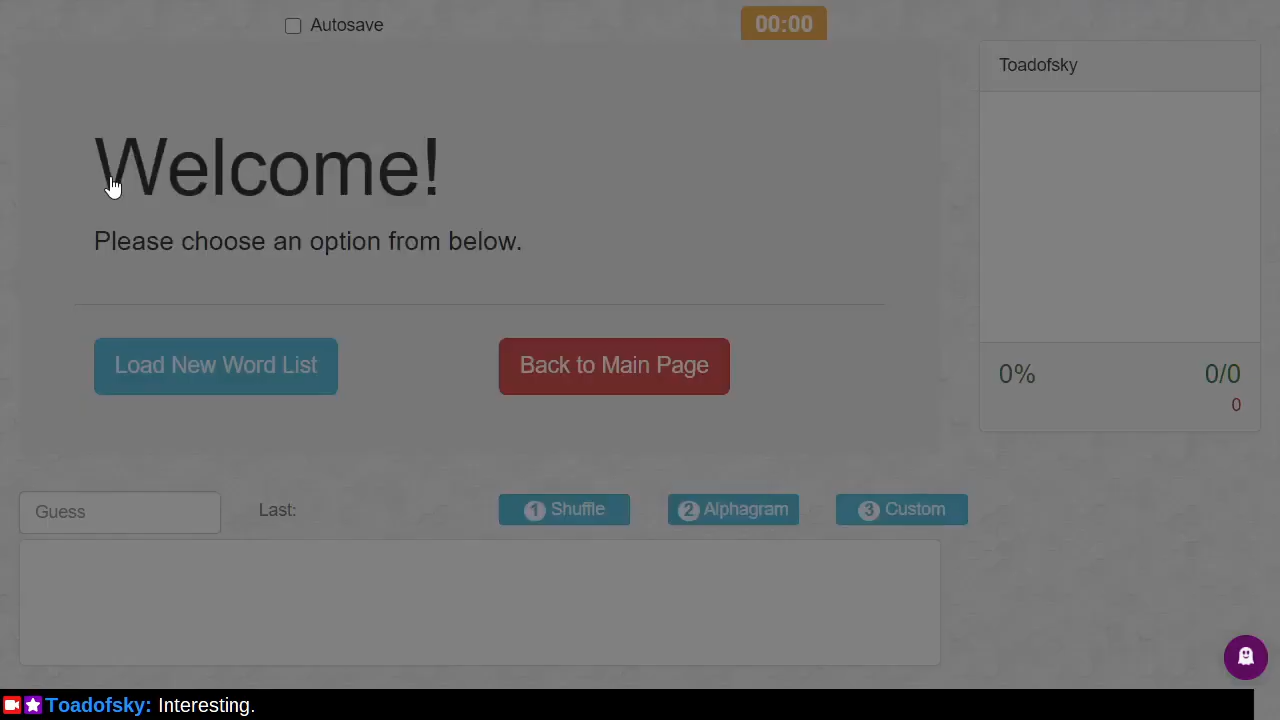 Autosave
00:00
Toadofsky
Welcome!
Please choose an option from below.
Load New Word List
Back to Main Page
0%
0/0
0
Guess
Last:
1 Shuffle
2 Alphagram
3 Custom
Toadofsky: Interesting.